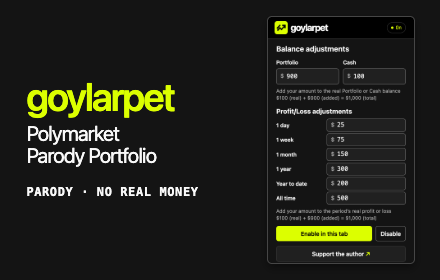 goylarpet
Polymarket
Parody Portfolio
PARODY · NO REAL MONEY
goylarpet
En
Balance adjustments
Portfolio
Cash
$ 900
$ 100
Add your amount to the real Portfolio or Cash balance
$100 (real) + $900 (added) = $1,000 (total)
Profit/Loss adjustments
1 day
$ 25
1 week
$ 75
1 month
$ 150
1 year
$ 300
Year to date
$ 200
All time
$ 500
Add your amount to the period's real profit or loss
$100 (real) + $900 (added) = $1,000 (total)
Enable in this tab
Disable
Support the author ↗